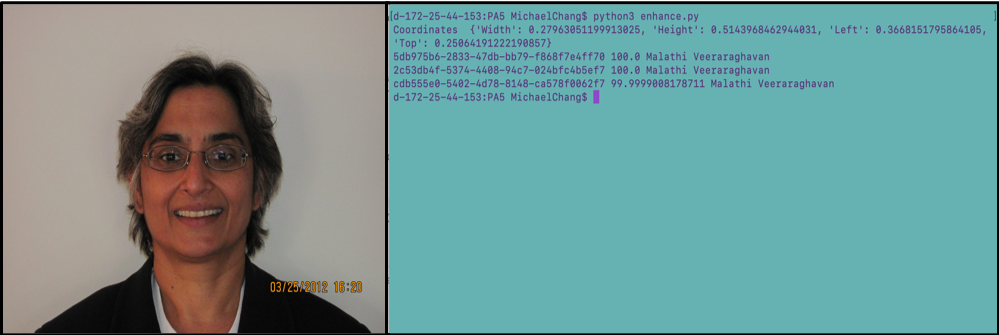 03/25/2012 18:20
[d-172-25-44-153:PA5 MichaelChang$ python3 enhance.py
Coordinates  {'Width': 0.27963051199913025, 'Height': 0.5143968462944031, 'Left': 0.3668151795864105,
'Top': 0.25064191222190857}
5db975b6-2833-47db-bb79-f868f7e4ff70 100.0 Malathi Veeraraghavan
2c53db4f-5374-4408-94c7-024bfc4b5ef7 100.0 Malathi Veeraraghavan
cdb555e0-5402-4d78-8148-ca578f0062f7 99.9999008178711 Malathi Veeraraghavan
d-172-25-44-153:PA5 MichaelChang$